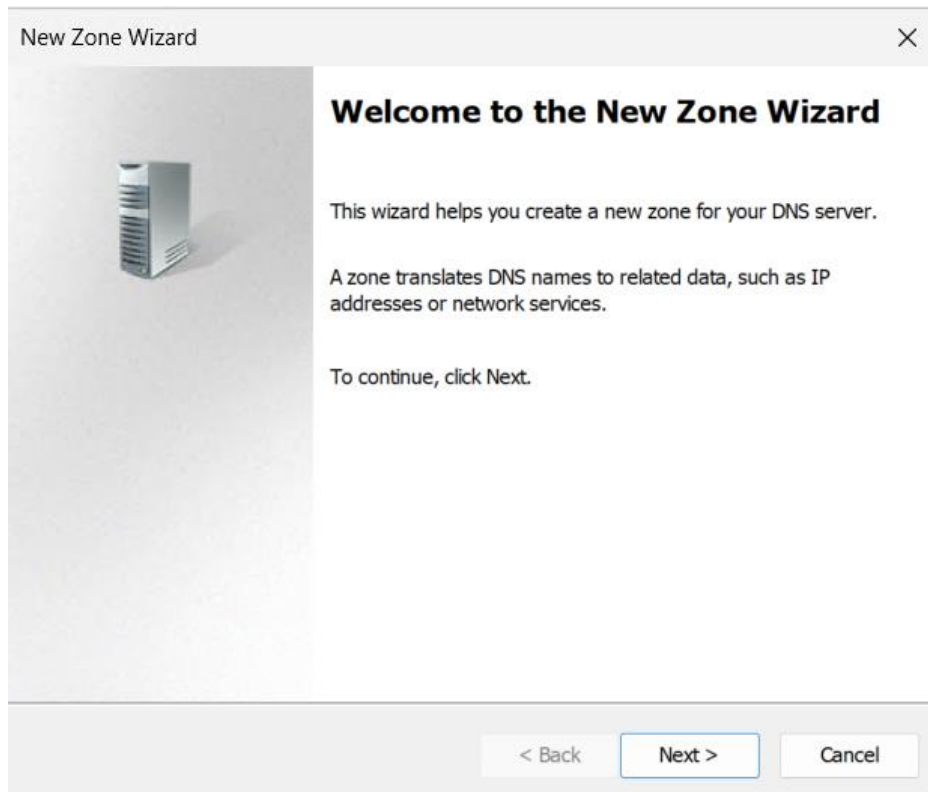 New Zone Wizard
Welcome to the New Zone Wizard
This wizard helps you create a new zone for your DNS server.
A zone translates DNS names to related data, such as IP
addresses or network services.
To continue, click Next.
< Back
Next >
Cancel